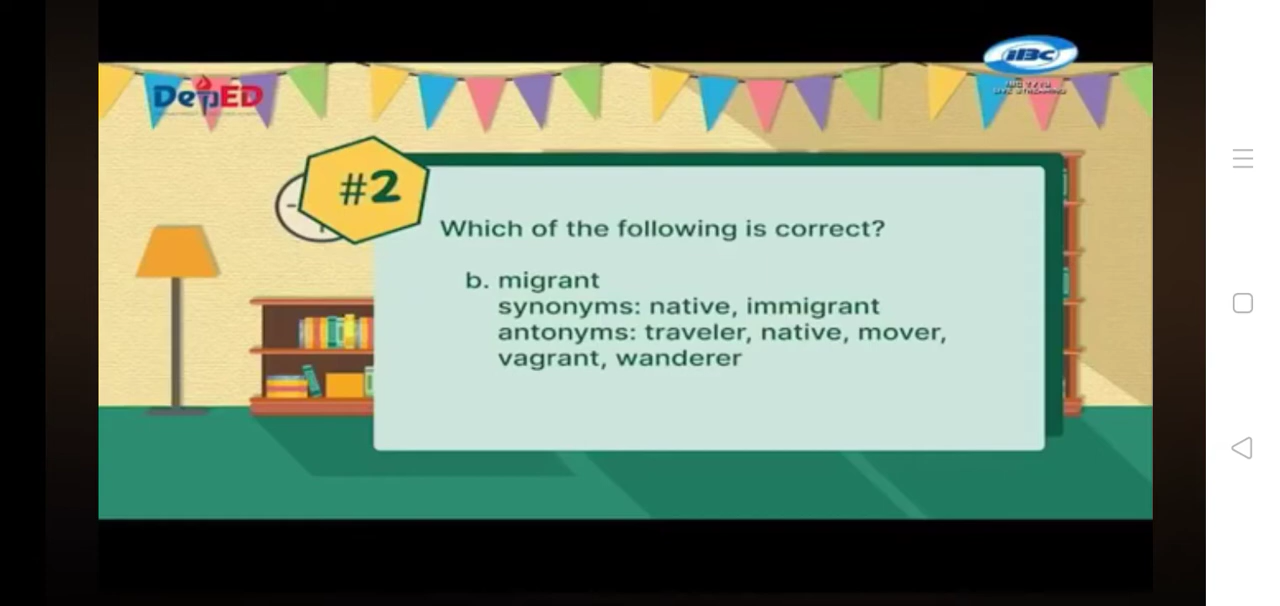 DepED
IBC
#2
Which of the following is correct?
b. migrant
synonyms: native, immigrant
antonyms: traveler, native, mover,
vagrant, wanderer